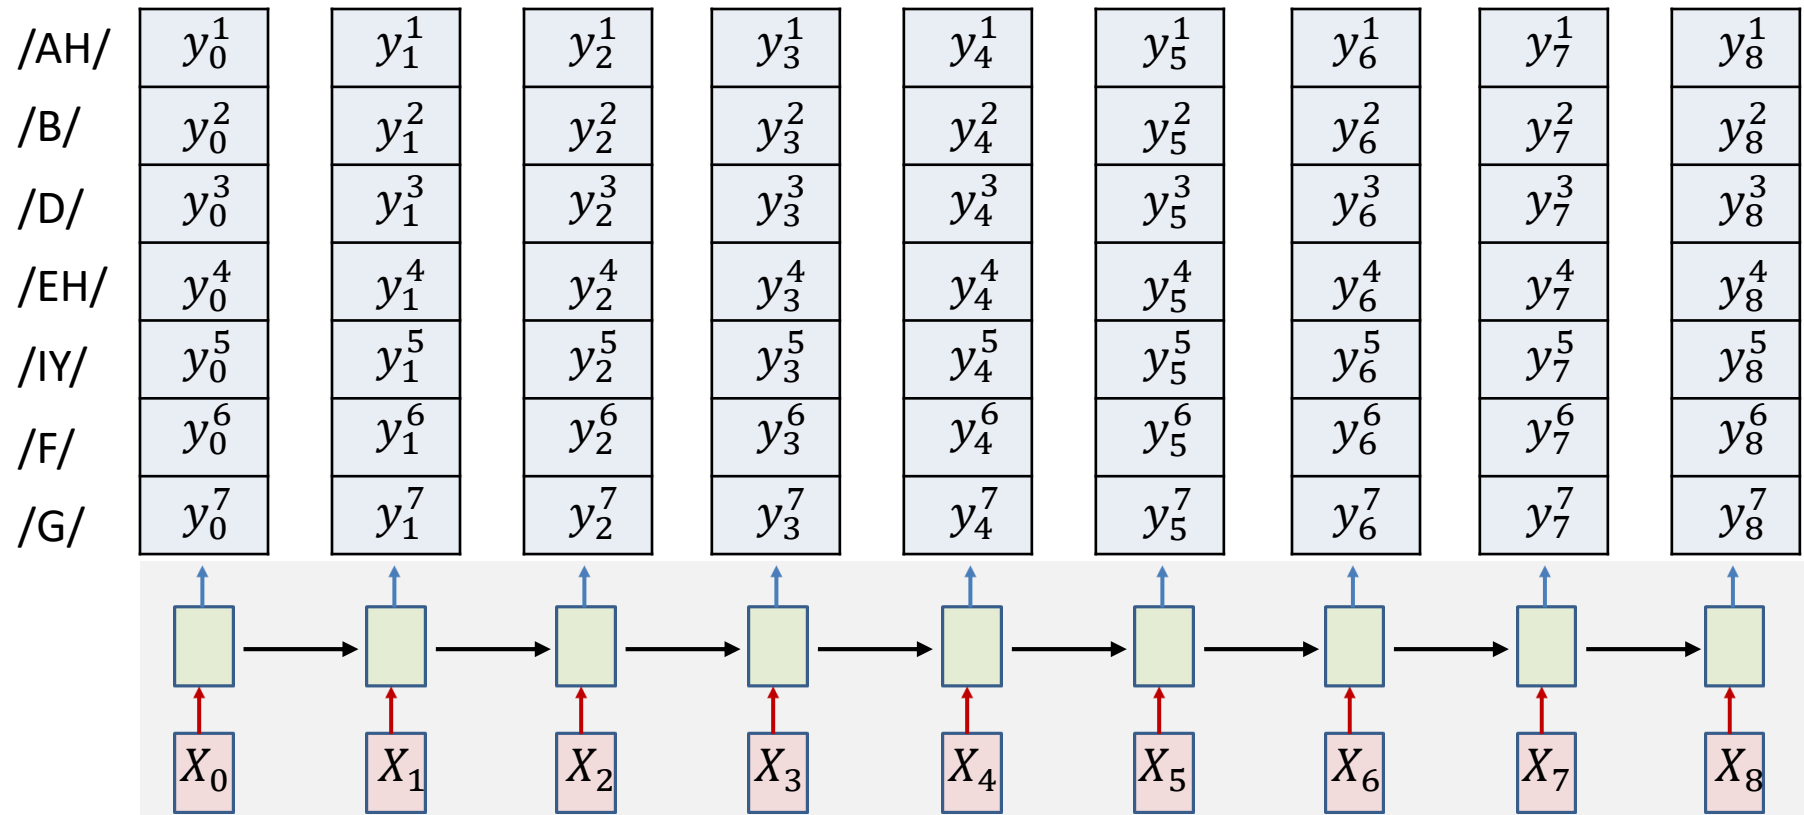 /AH/ y_0^1 y_1^1 y_2^1 y_3^1 y_4^1 y_5^1 y_6^1 y_7^1 y_8^1
/B/ y_0^2 y_1^2 y_2^2 y_3^2 y_4^2 y_5^2 y_6^2 y_7^2 y_8^2
/D/ y_0^3 y_1^3 y_2^3 y_3^3 y_4^3 y_5^3 y_6^3 y_7^3 y_8^3
/EH/ y_0^4 y_1^4 y_2^4 y_3^4 y_4^4 y_5^4 y_6^4 y_7^4 y_8^4
/IY/ y_0^5 y_1^5 y_2^5 y_3^5 y_4^5 y_5^5 y_6^5 y_7^5 y_8^5
/F/ y_0^6 y_1^6 y_2^6 y_3^6 y_4^6 y_5^6 y_6^6 y_7^6 y_8^6
/G/ y_0^7 y_1^7 y_2^7 y_3^7 y_4^7 y_5^7 y_6^7 y_7^7 y_8^7
X_0 X_1 X_2 X_3 X_4 X_5 X_6 X_7 X_8